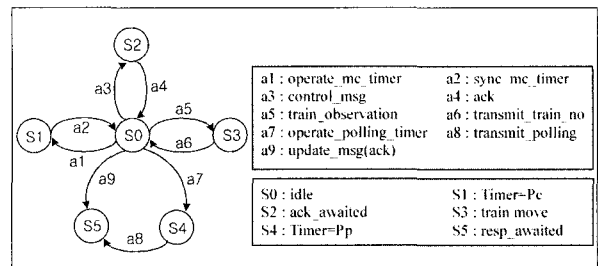 S2
a3
a4
a5
a2
S1
S0
S3
a6
a1
a9
a7
S5
S4
a8
a1 : operate_mc_timer a2 : sync_mc_timer
a3 : control_msg a4 : ack
a5 : train_observation a6 : transmit_train_no
a7 : operate_polling_timer a8 : transmit_polling
a9 : update_msg(ack)
S0 : idle S1 : Timer=Pc
S2 : ack_awaited S3 : train move
S4 : Timer=Pp S5 : resp_awaited